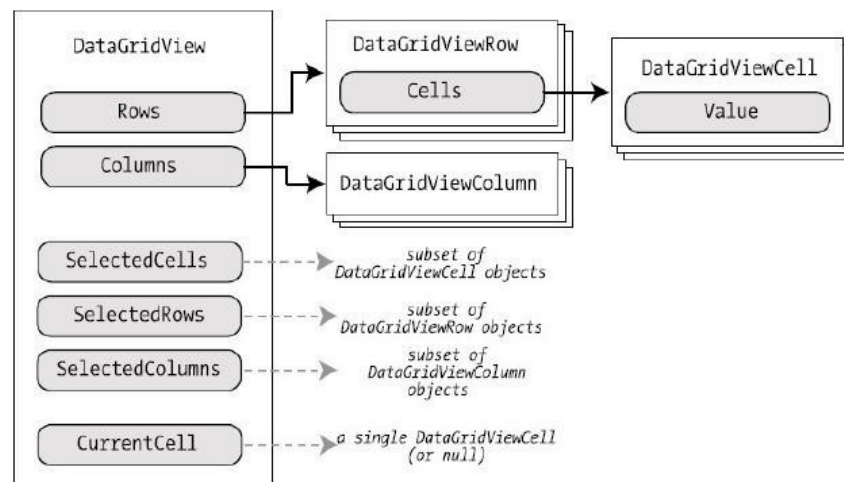 DataGridView
Rows
Columns
SelectedCells
SelectedRows
SelectedColumns
CurrentCell
DataGridViewRow
Cells
DataGridViewColumn
DataGridViewCell
Value
subset of
DataGridViewCell objects
subset of
DataGridViewRow objects
subset of
DataGridViewColumn
objects
a single DataGridViewCell
(or null)